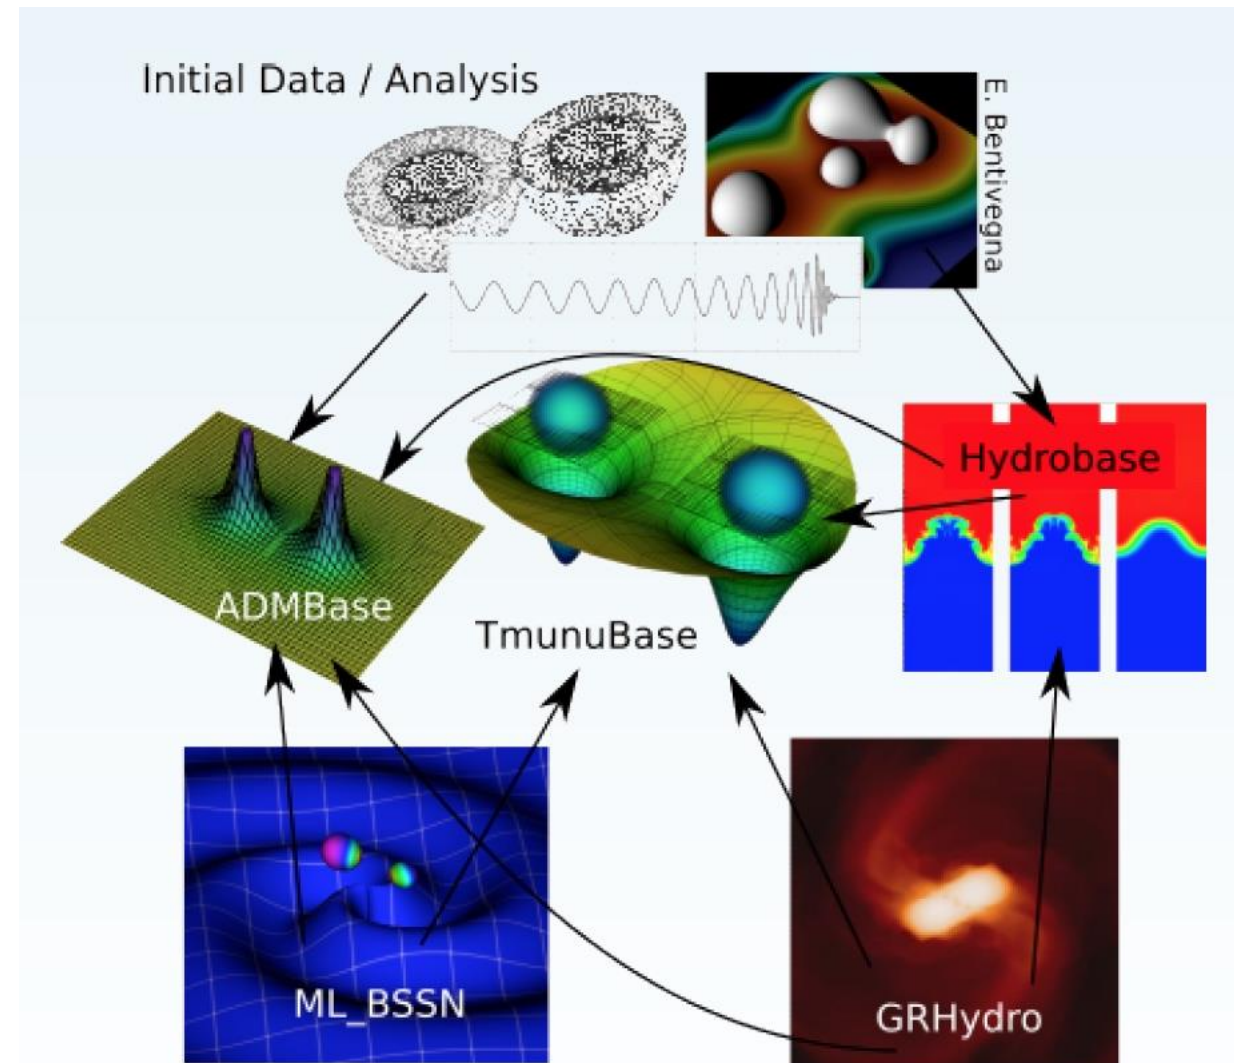 Initial Data / Analysis
E. Bentivegna
Hydrobase
ADMBase
TmunuBase
ML_BSSN
GRHydro